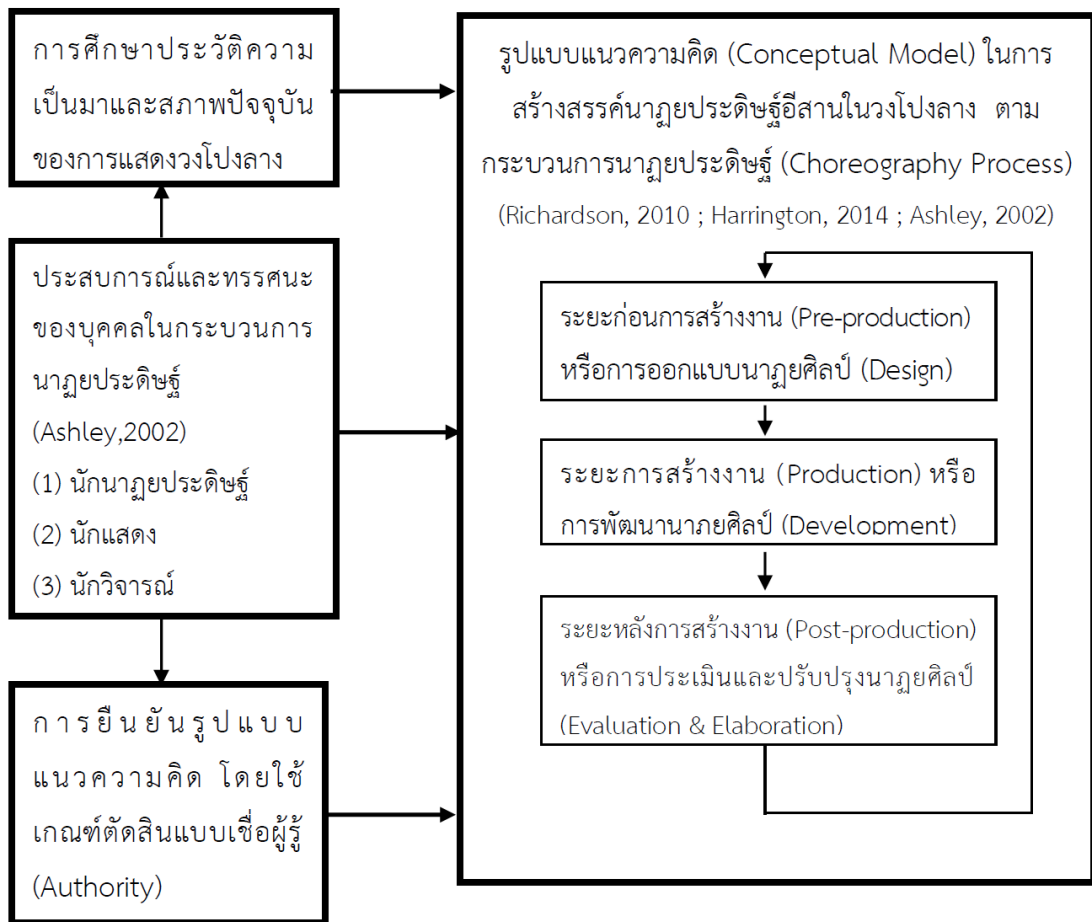 การศึกษาประวัติความ
เป็นมาและสภาพปัจจุบัน
ของการแสดงวงโปงลาง
ประสบการณ์และทรรศนะ
ของบุคคลในกระบวนการ
นาฏยประดิษฐ์
(Ashley,2002)
(1) นักนาฏยประดิษฐ์
(2) นักแสดง
(3) นักวิจารณ์
การยืนยันรูปแบบ
แนวความคิด โดยใช้
เกณฑ์ตัดสินแบบเชื่อผู้รู้
(Authority)
รูปแบบแนวความคิด (Conceptual Model) ในการ
สร้างสรรค์นาฏยประดิษฐ์อีสานในวงโปงลาง ตาม
กระบวนการนาฏยประดิษฐ์ (Choreography Process)
(Richardson, 2010 ; Harrington, 2014 ; Ashley, 2002)
ระยะก่อนการสร้างงาน (Pre-production)
หรือการออกแบบนาฏยศิลป์ (Design)
ระยะการสร้างงาน (Production) หรือ
การพัฒนานาฏยศิลป์ (Development)
ระยะหลังการสร้างงาน (Post-production)
หรือการประเมินและปรับปรุงนาฏยศิลป์
(Evaluation & Elaboration)